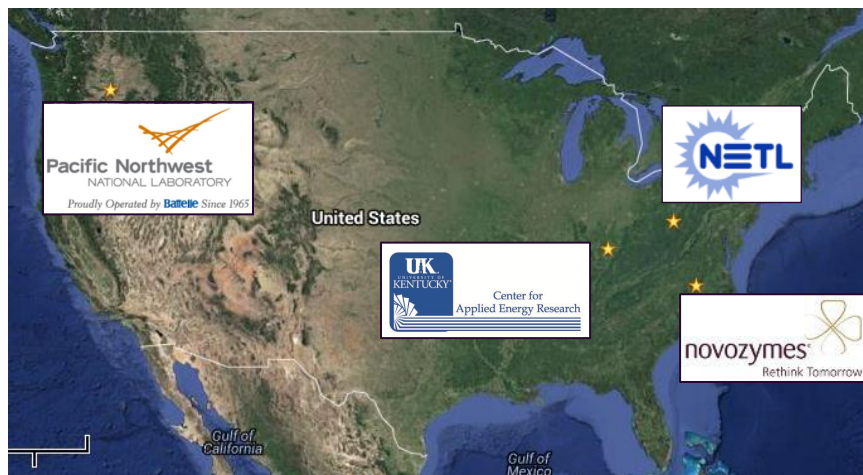 Pacific Northwest
NATIONAL LABORATORY
Proudly Operated by Battelle Since 1965
NETL
United States
UK
UNIVERSITY OF
KENTUCKY
Center for
Applied Energy Research
novozymes®
Rethink Tomorrow
Gulf of
California
Gulf of
Mexico